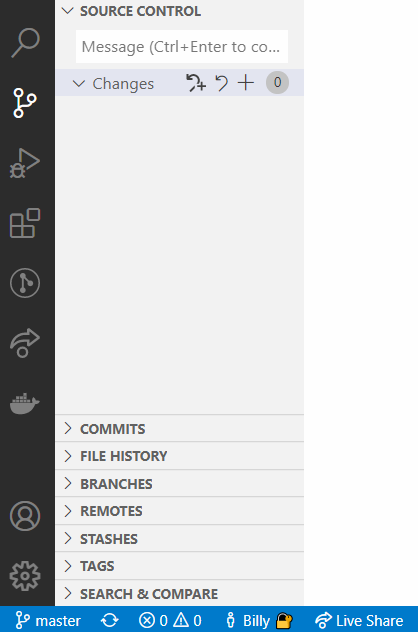 SOURCE CONTROL
Message (Ctrl+Enter to co...
Changes 0
COMMITS
FILE HISTORY
BRANCHES
REMOTES
STASHES
TAGS
SEARCH & COMPARE
master 0 0 Billy Live Share